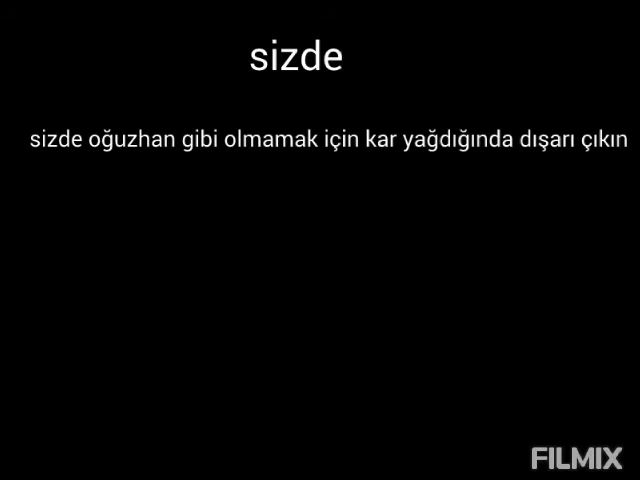 sizde
sizde oğuzhan gibi olmamak için kar yağdığında dışarı çıkın
FILMIX